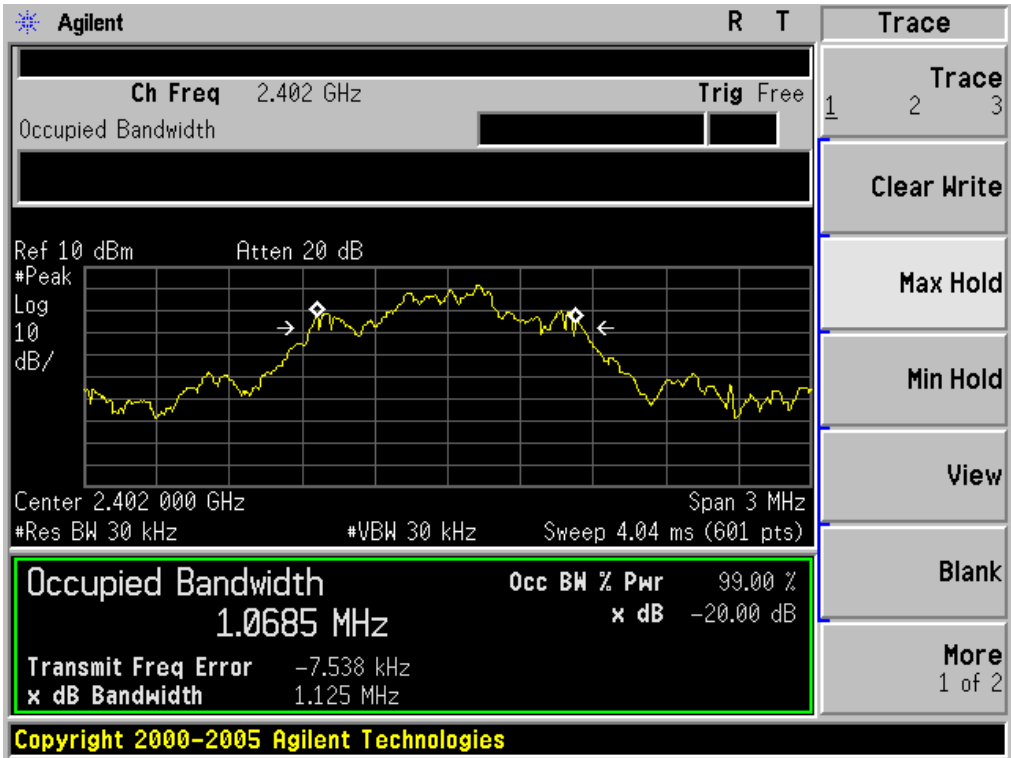 Agilent R T
Trace
Ch Freq 2.402 GHz Trig Free
Occupied Bandwidth
Trace
1 2 3
Clear Write
Max Hold
Min Hold
View
Blank
More
1 of 2
Ref 10 dBm Atten 20 dB
#Peak
Log
10
dB/
Center 2.402 000 GHz Span 3 MHz
#Res BW 30 kHz #VBW 30 kHz Sweep 4.04 ms (601 pts)
Occupied Bandwidth
1.0685 MHz
Occ BW % Pwr 99.00 %
x dB -20.00 dB
Transmit Freq Error -7.538 kHz
x dB Bandwidth 1.125 MHz
Copyright 2000-2005 Agilent Technologies